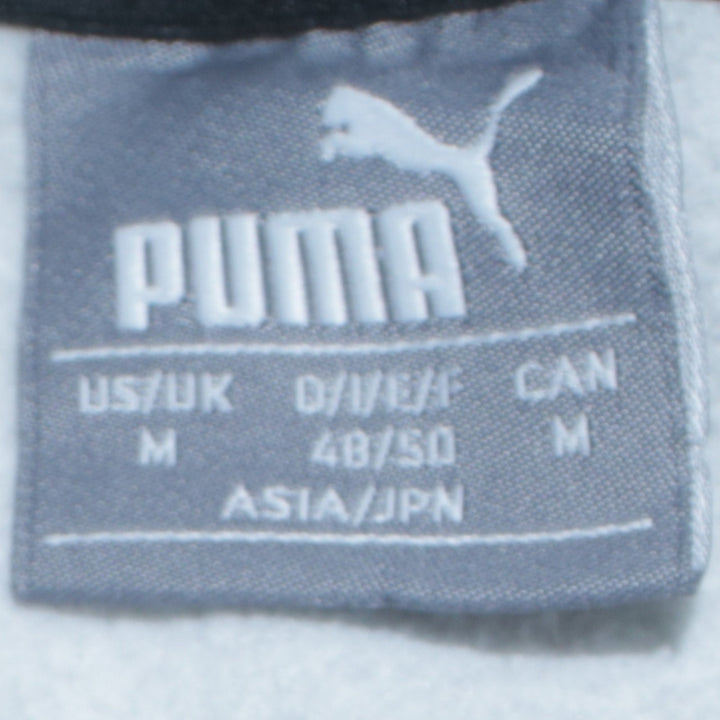 PUMA
US/UK D/I/E/F CAN
M 48/50 M
ASIA/JPN